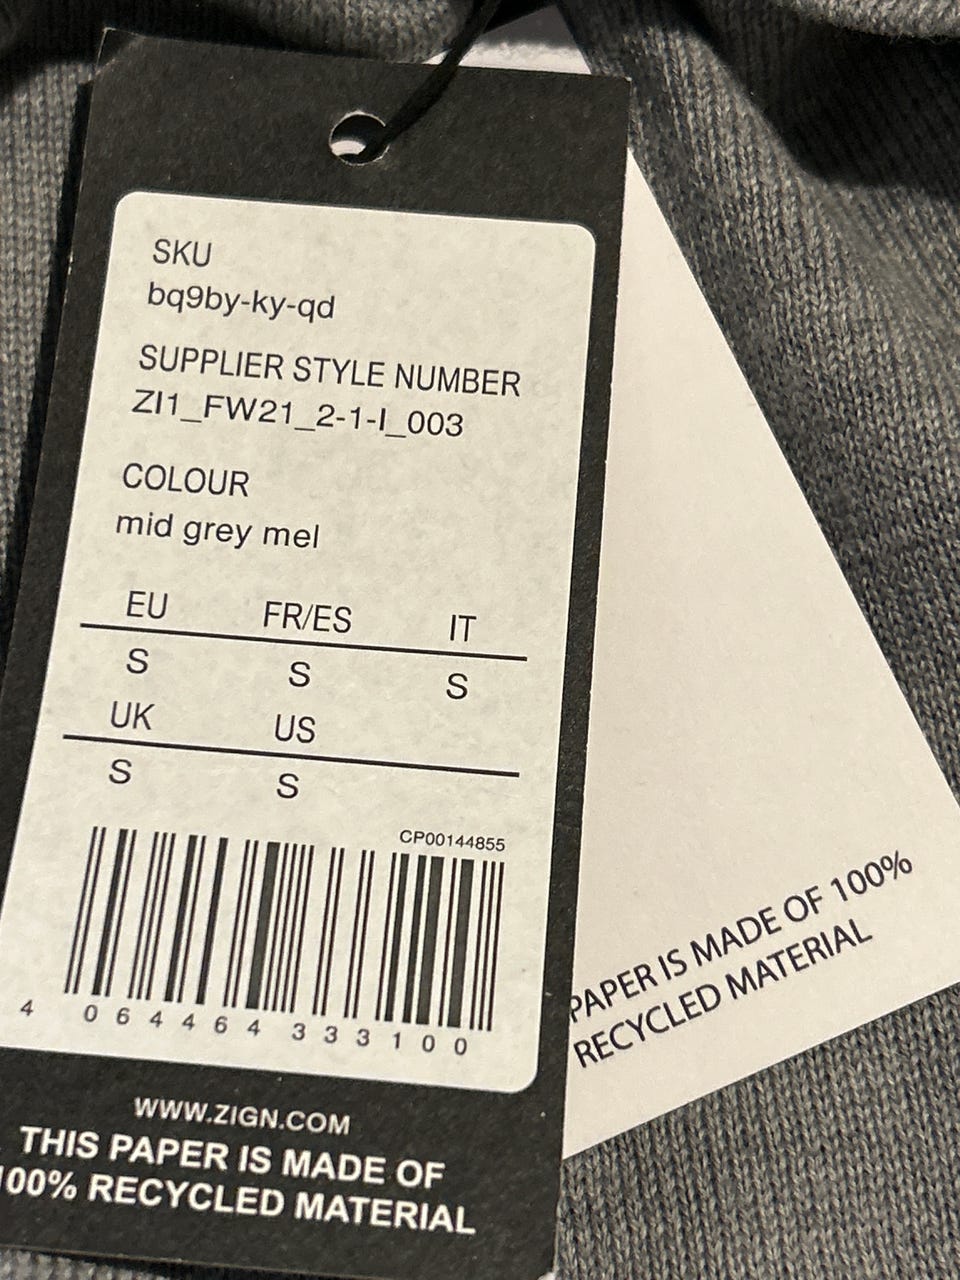 SKU
bq9by-ky-qd
SUPPLIER STYLE NUMBER
ZI1_FW21_2-1-I_003
COLOUR
mid grey mel
EU FR/ES IT
S S S
UK US
S S
CP00144855
4 064464 333100
WWW.ZIGN.COM
THIS PAPER IS MADE OF
100% RECYCLED MATERIAL
PAPER IS MADE OF 100%
RECYCLED MATERIAL